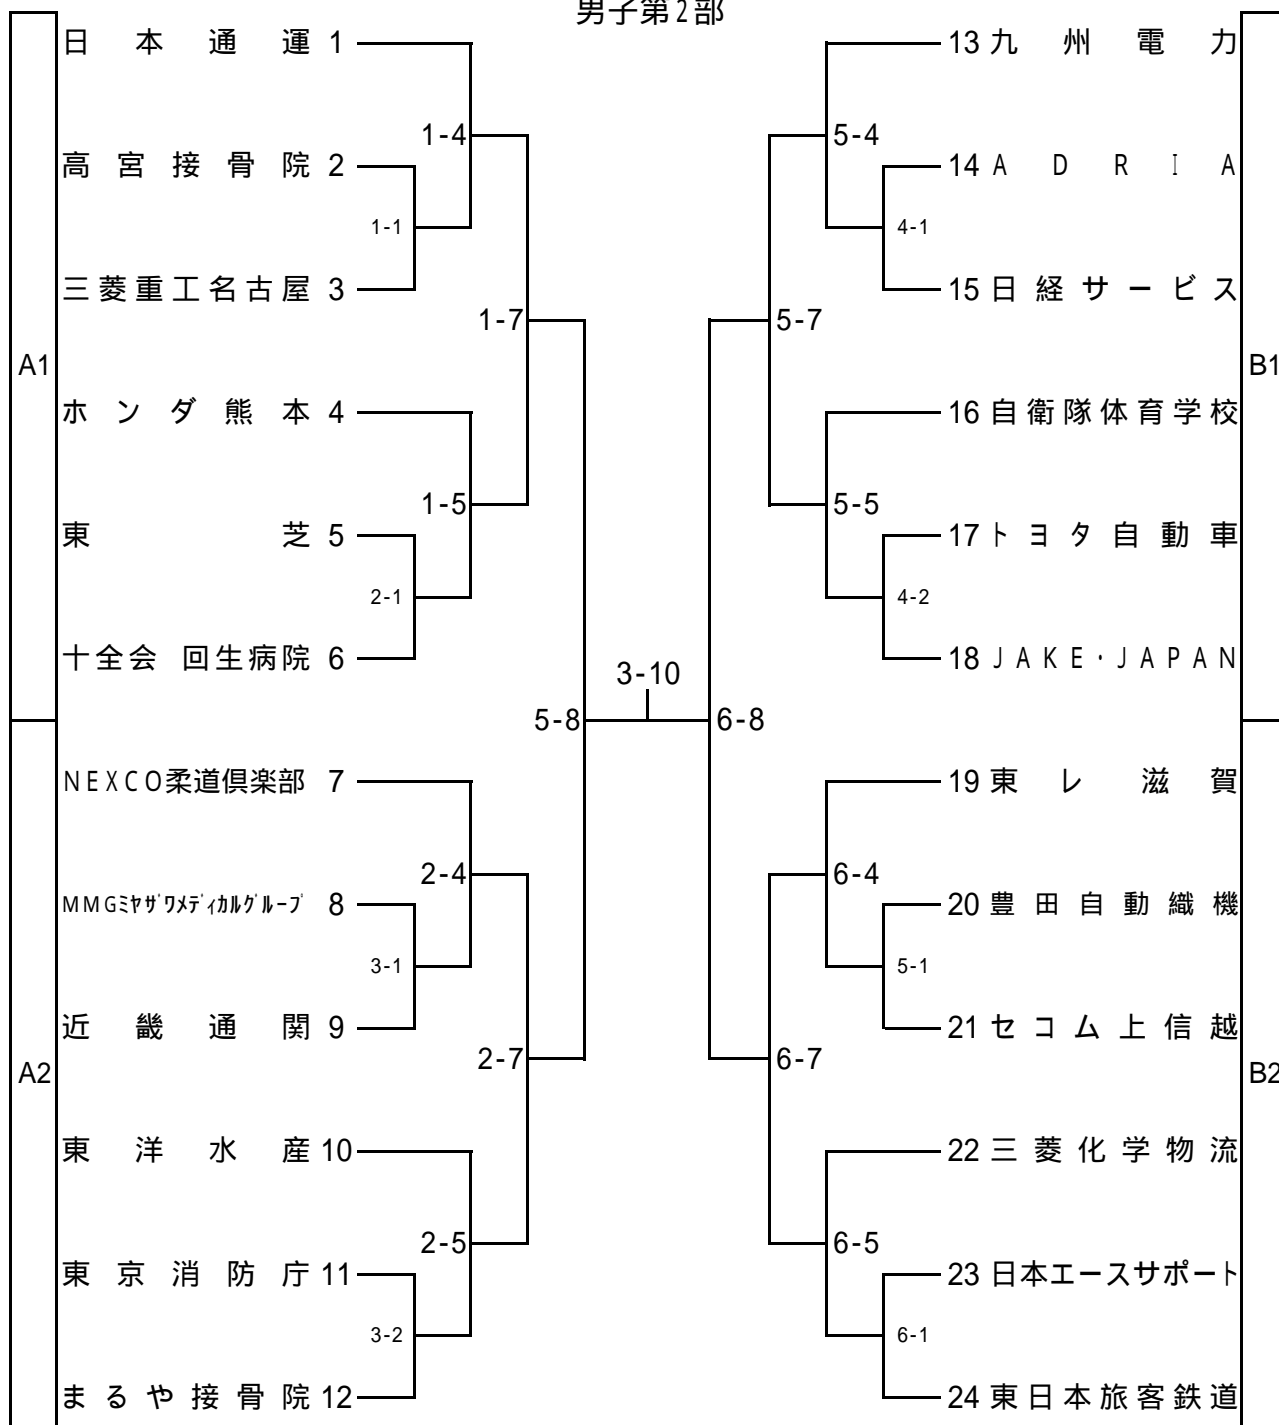 男子第2部
日本通運 1
13 九州電力
1-4
5-4
高宮接骨院 2
14 ADRIA
1-1
4-1
三菱重工名古屋 3
15 日経サービス
1-7
5-7
A1
B1
ホンダ熊本 4
16 自衛隊体育学校
1-5
5-5
東芝 5
17 トヨタ自動車
2-1
4-2
十全会 回生病院 6
18 JAKE・JAPAN
3-10
5-8
6-8
NEXCO柔道倶楽部 7
19 東レ滋賀
2-4
6-4
MMGミヤザワメディカルグループ 8
20 豊田自動織機
3-1
5-1
近畿通関 9
21 セコム上信越
2-7
6-7
A2
B2
東洋水産 10
22 三菱化学物流
2-5
6-5
東京消防庁 11
23 日本エースサポート
3-2
6-1
まるや接骨院 12
24 東日本旅客鉄道